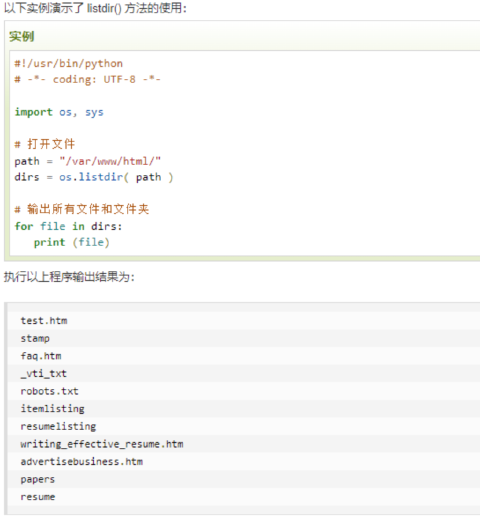 以下实例演示了 listdir() 方法的使用：
实例
#!/usr/bin/python
# -*- coding: UTF-8 -*-
import os, sys
# 打开文件
path = "/var/www/html/"
dirs = os.listdir( path )
# 输出所有文件和文件夹
for file in dirs:
   print (file)
执行以上程序输出结果为：
test.htm
stamp
faq.htm
_vti_txt
robots.txt
itemlisting
resumelisting
writing_effective_resume.htm
advertisebusiness.htm
papers
resume